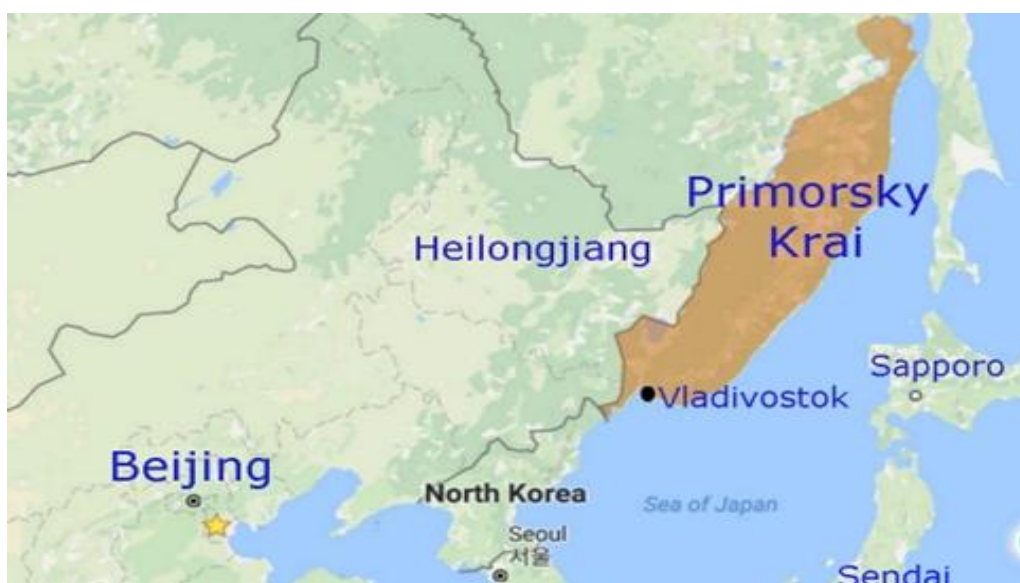 Primorsky
Krai
Heilongjiang
Sapporo
Vladivostok
Beijing
North Korea
Sea of Japan
Seoul
서울
Sendai